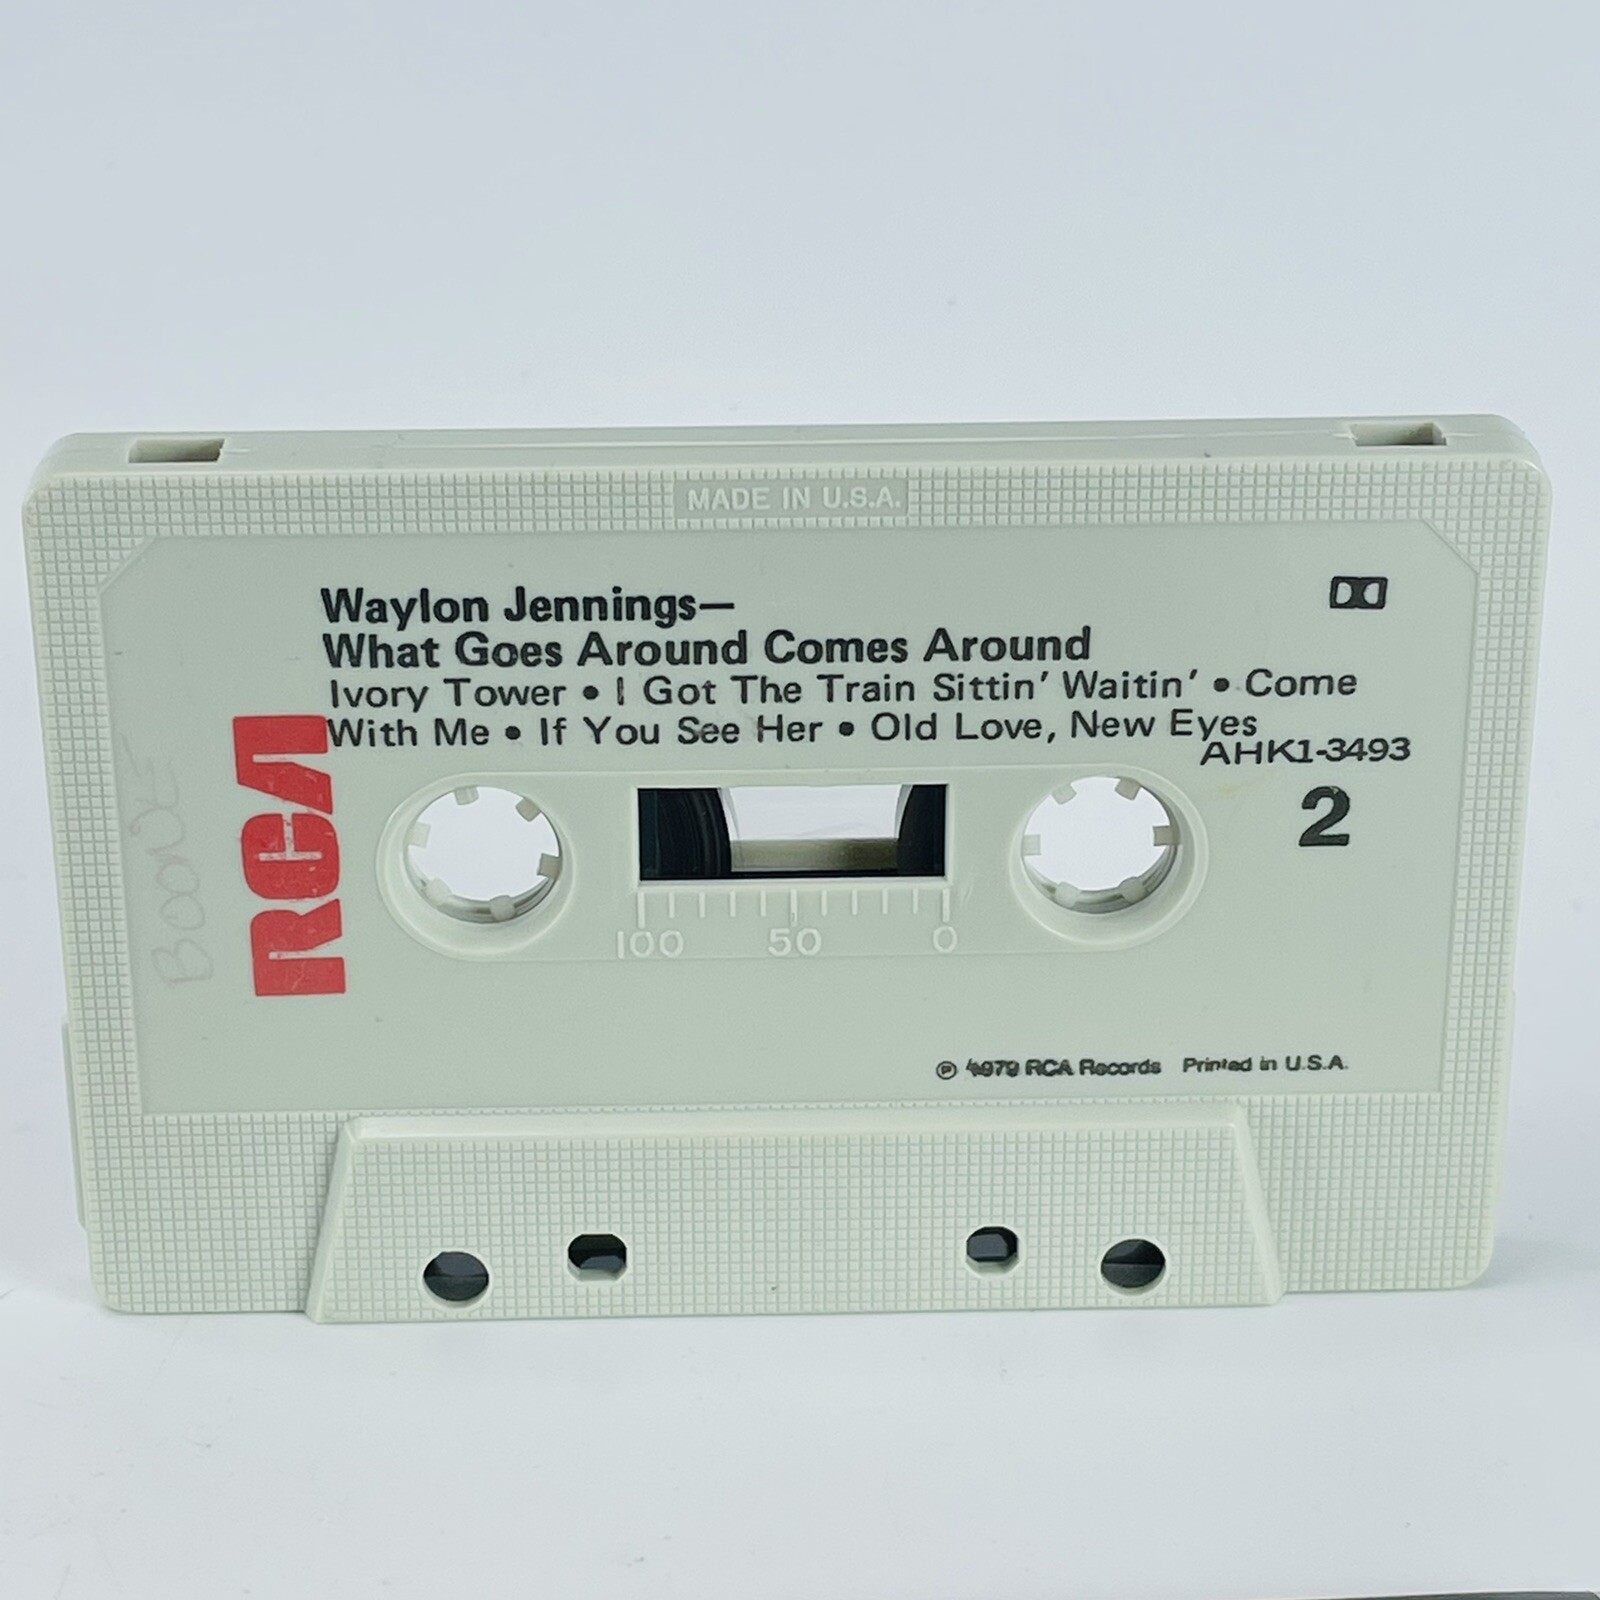 MADE IN U.S.A.
Waylon Jennings—
What Goes Around Comes Around
Ivory Tower • I Got The Train Sittin' Waitin' • Come
With Me • If You See Her • Old Love, New Eyes
AHK1-3493
2
RCA
BOONE
100 50 0
℗ 1979 RCA Records Printed in U.S.A.